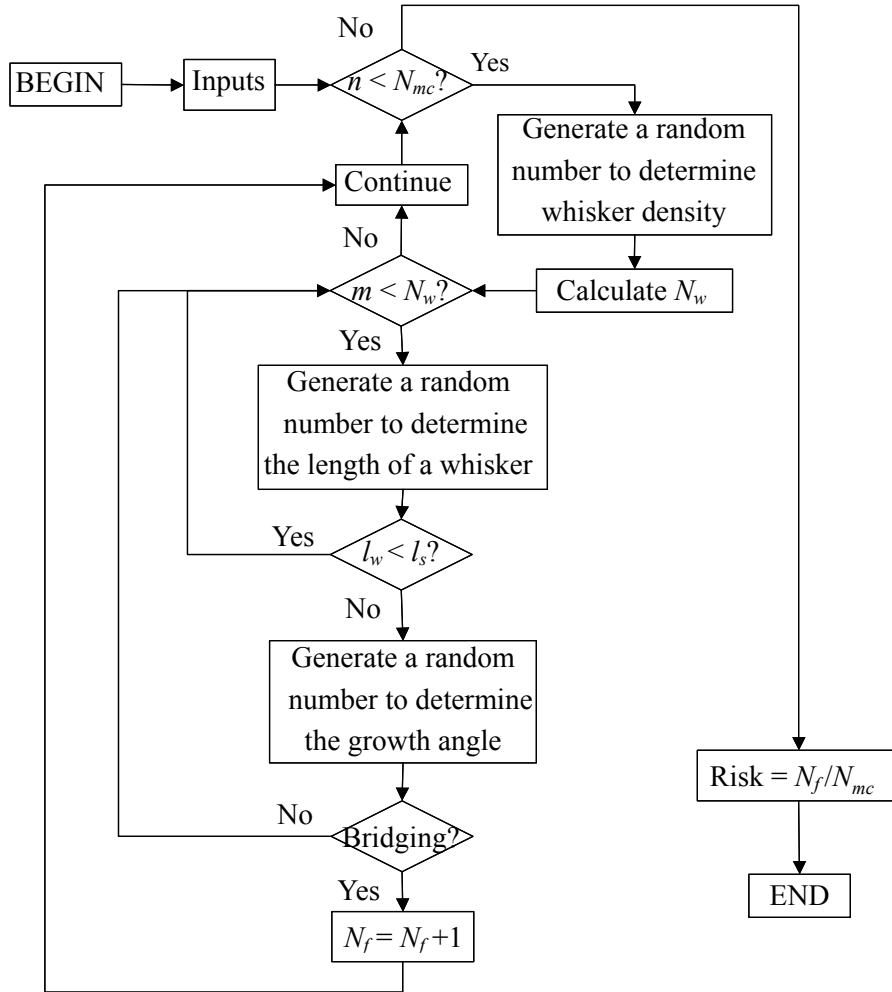 No
BEGIN
Inputs
n < N_mc?
Yes
Generate a random
number to determine
whisker density
Continue
No
m < N_w?
Calculate N_w
Yes
Generate a random
number to determine
the length of a whisker
Yes
l_w < l_s?
No
Generate a random
number to determine
the growth angle
Risk = N_f/N_mc
No
Bridging?
Yes
END
N_f = N_f +1